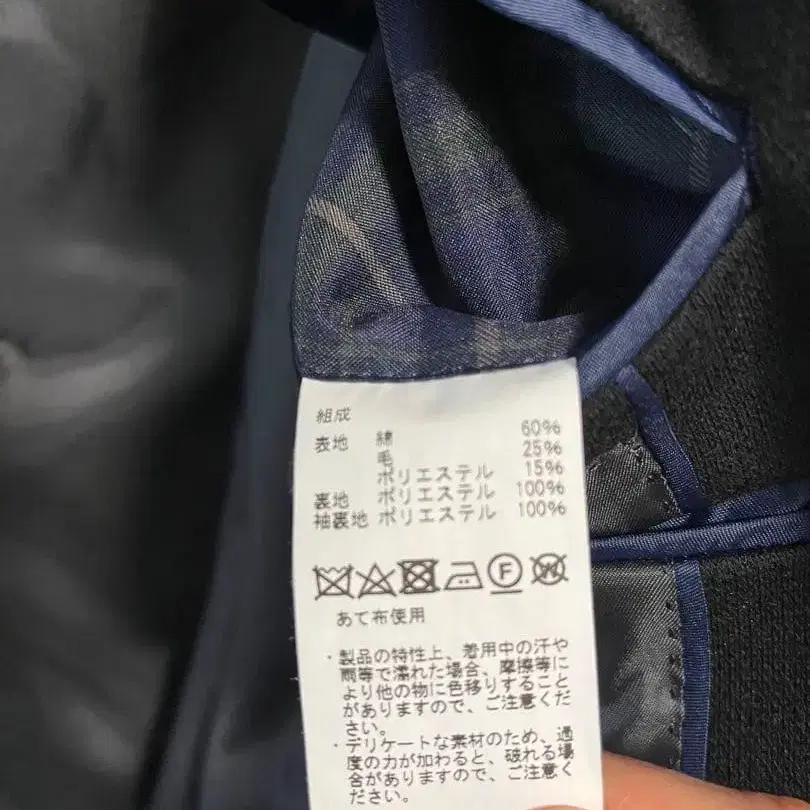 組成
表地 綿 60%
毛 25%
ポリエステル 15%
裏地 ポリエステル 100%
袖裏地 ポリエステル 100%
F W
あて布使用
・製品の特性上、着用中の汗や
雨等で濡れた場合、摩擦等に
より他の物に色移りすること
がありますので、ご注意くだ
さい。
・デリケートな素材のため、過
度の力が加わると、破れる場
合がありますので、ご注意く
ださい。